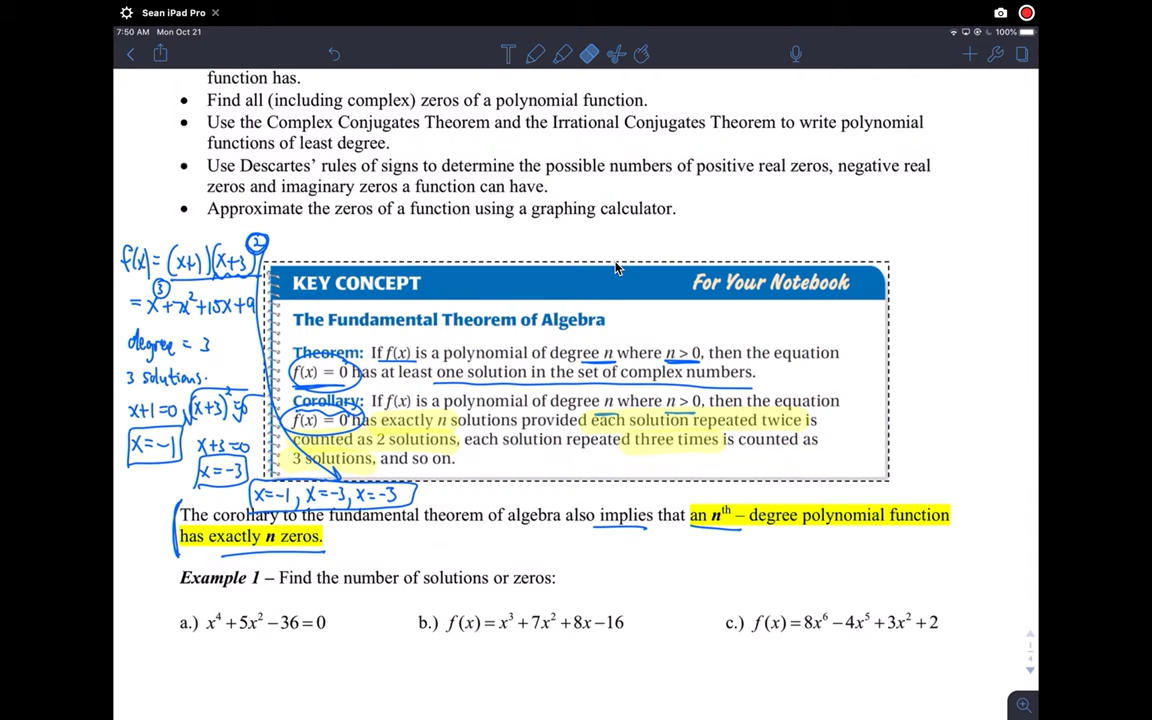 Sean iPad Pro ×
7:50 AM Mon Oct 21
100%
function has.
• Find all (including complex) zeros of a polynomial function.
• Use the Complex Conjugates Theorem and the Irrational Conjugates Theorem to write polynomial
functions of least degree.
• Use Descartes' rules of signs to determine the possible numbers of positive real zeros, negative real
zeros and imaginary zeros a function can have.
• Approximate the zeros of a function using a graphing calculator.
f(x) = (x+1)(x+3)²
= x³+7x²+15x+9
degree = 3
3 solutions.
x+1=0, √(x+3)²=√0
x=-1
x+3=0
x=-3
KEY CONCEPT For Your Notebook
The Fundamental Theorem of Algebra
Theorem: If f(x) is a polynomial of degree n where n > 0, then the equation
f(x) = 0 has at least one solution in the set of complex numbers.
Corollary: If f(x) is a polynomial of degree n where n > 0, then the equation
f(x) = 0 has exactly n solutions provided each solution repeated twice is
counted as 2 solutions, each solution repeated three times is counted as
3 solutions, and so on.
x=-1, x=-3, x=-3
The corollary to the fundamental theorem of algebra also implies that an nth – degree polynomial function
has exactly n zeros.
Example 1 – Find the number of solutions or zeros:
a.) x⁴ + 5x² − 36 = 0 b.) f(x) = x³ + 7x² + 8x − 16 c.) f(x) = 8x⁶ − 4x⁵ + 3x² + 2